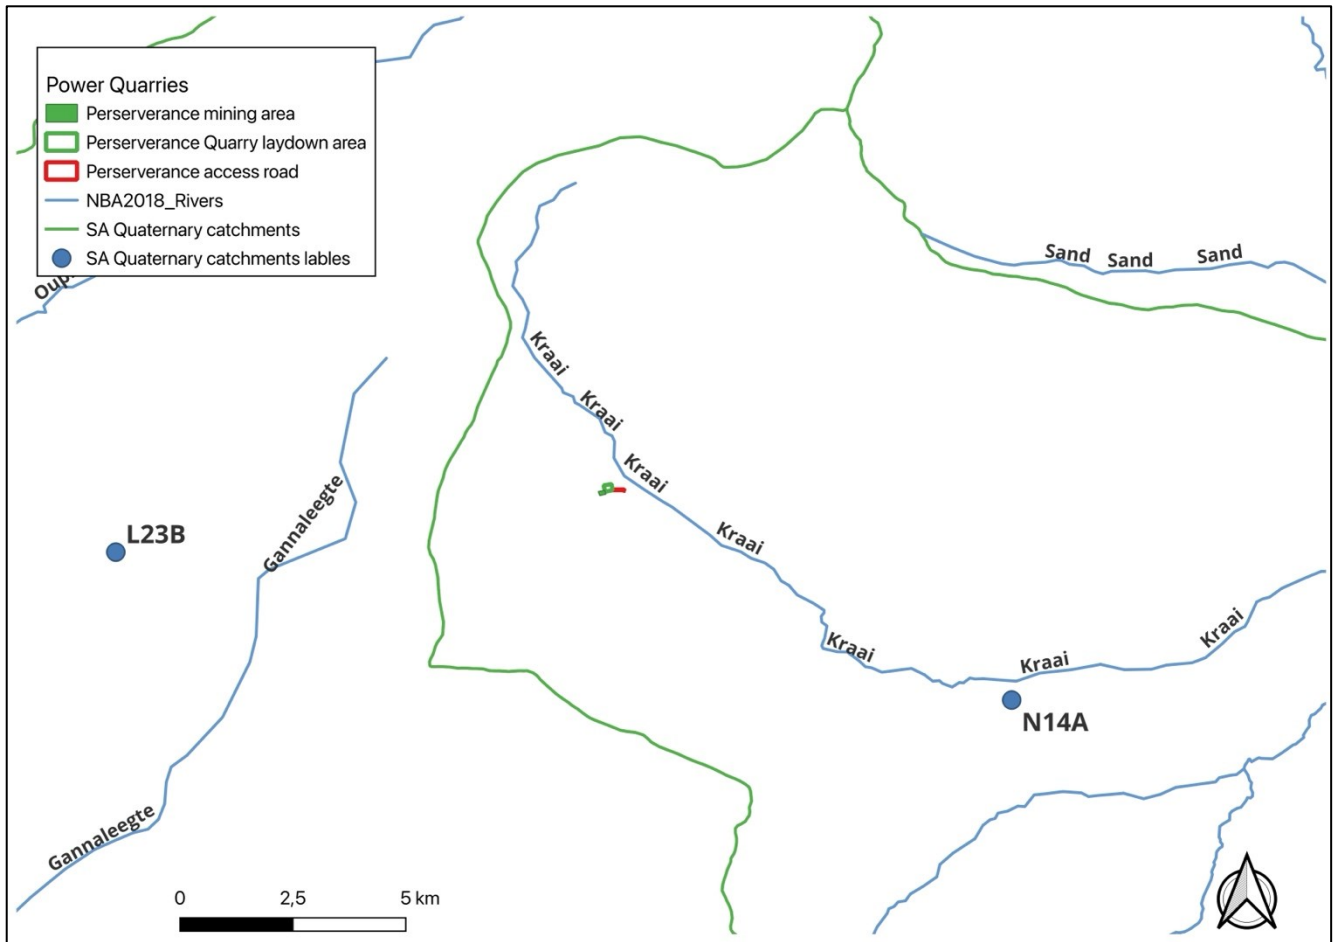 Power Quarries
Perserverance mining area
Perserverance Quarry laydown area
Perserverance access road
NBA2018_Rivers
SA Quaternary catchments
SA Quaternary catchments lables
Sand
Sand
Sand
Kraai
Kraai
Kraai
Kraai
Kraai
Kraai
Kraai
Gannaleegte
L23B
N14A
Gannaleegte
0
2,5
5 km